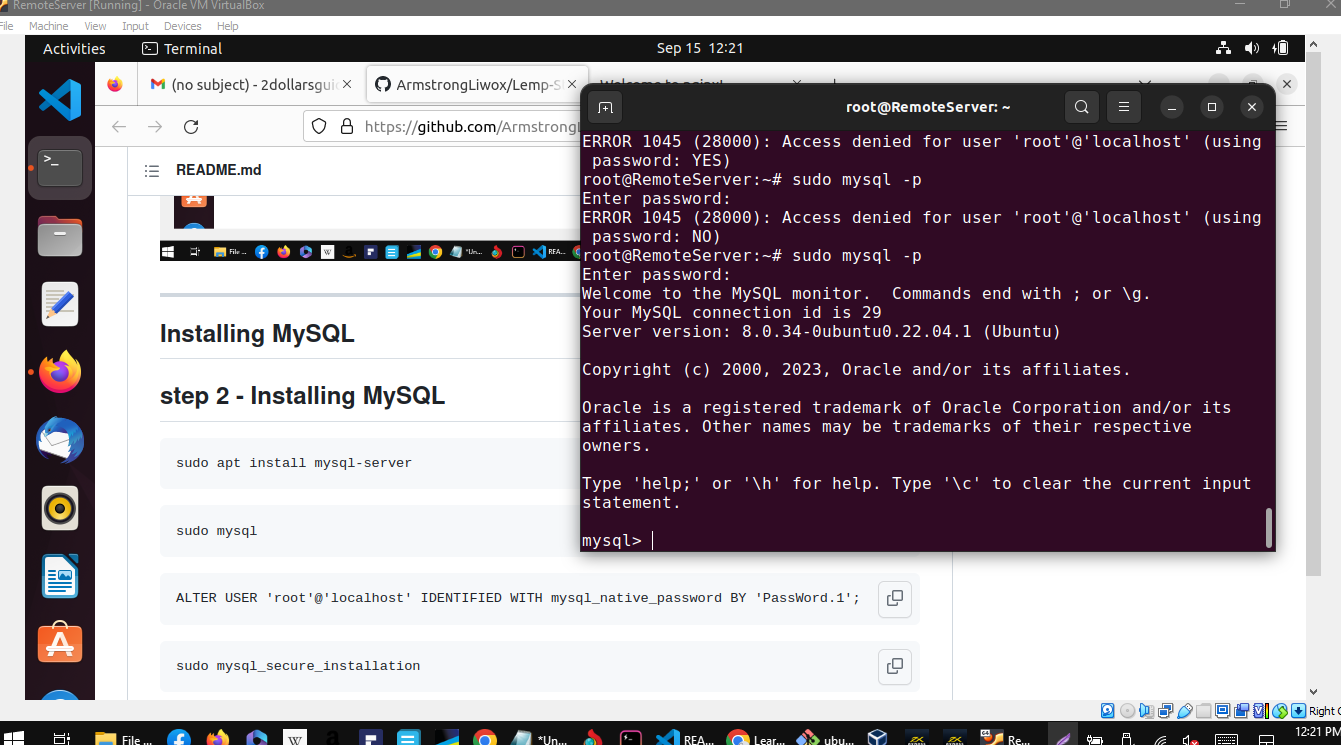 RemoteServer [Running] - Oracle VM VirtualBox
File Machine View Input Devices Help
Activities Terminal Sep 15 12:21
(no subject) - 2dollarsgui
ArmstrongLiwox/Lemp-S
https://github.com/ArmstrongL
README.md
File ...
"Un...
REA...
Installing MySQL
step 2 - Installing MySQL
sudo apt install mysql-server
sudo mysql
ALTER USER 'root'@'localhost' IDENTIFIED WITH mysql_native_password BY 'PassWord.1';
sudo mysql_secure_installation
root@RemoteServer: ~
ERROR 1045 (28000): Access denied for user 'root'@'localhost' (using
password: YES)
root@RemoteServer:~# sudo mysql -p
Enter password:
ERROR 1045 (28000): Access denied for user 'root'@'localhost' (using
password: NO)
root@RemoteServer:~# sudo mysql -p
Enter password:
Welcome to the MySQL monitor.  Commands end with ; or \g.
Your MySQL connection id is 29
Server version: 8.0.34-0ubuntu0.22.04.1 (Ubuntu)
Copyright (c) 2000, 2023, Oracle and/or its affiliates.
Oracle is a registered trademark of Oracle Corporation and/or its
affiliates. Other names may be trademarks of their respective
owners.
Type 'help;' or '\h' for help. Type '\c' to clear the current input
statement.
mysql>
Right C
File ...
*Un...
REA...
Lear...
ubu...
Re...
12:21 PM